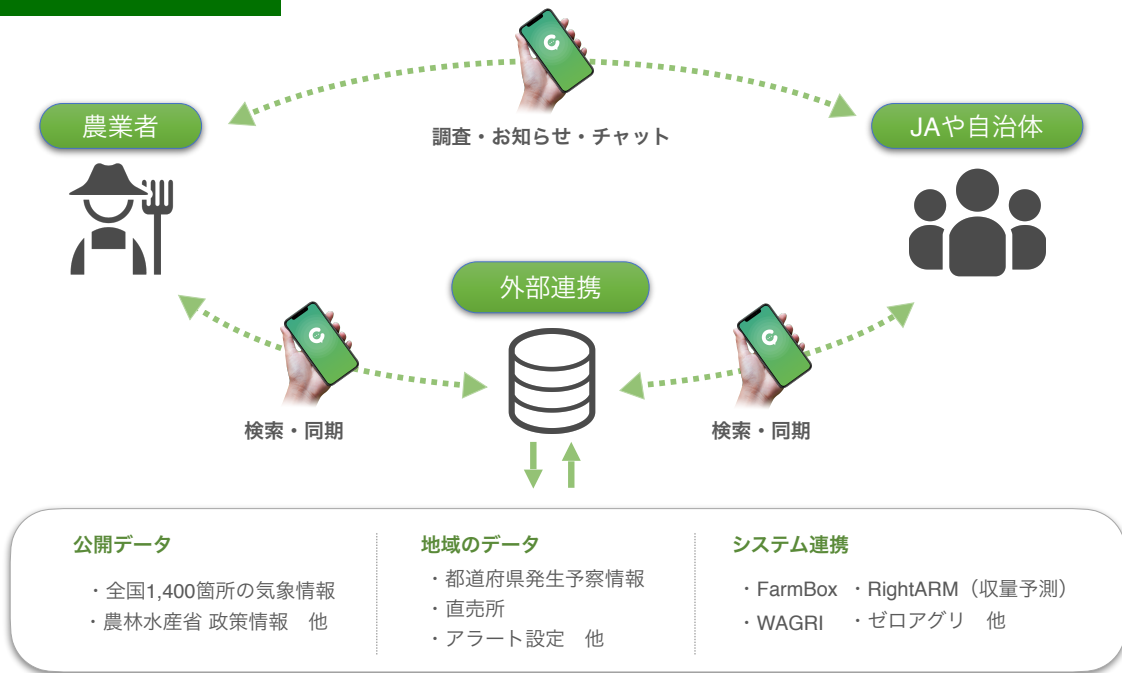 農業者
調査・お知らせ・チャット
JAや自治体
外部連携
検索・同期
検索・同期
公開データ
・全国1,400箇所の気象情報
・農林水産省 政策情報　他
地域のデータ
・都道府県発生予察情報
・直売所
・アラート設定　他
システム連携
・FarmBox ・RightARM（収量予測）
・WAGRI ・ゼロアグリ　他